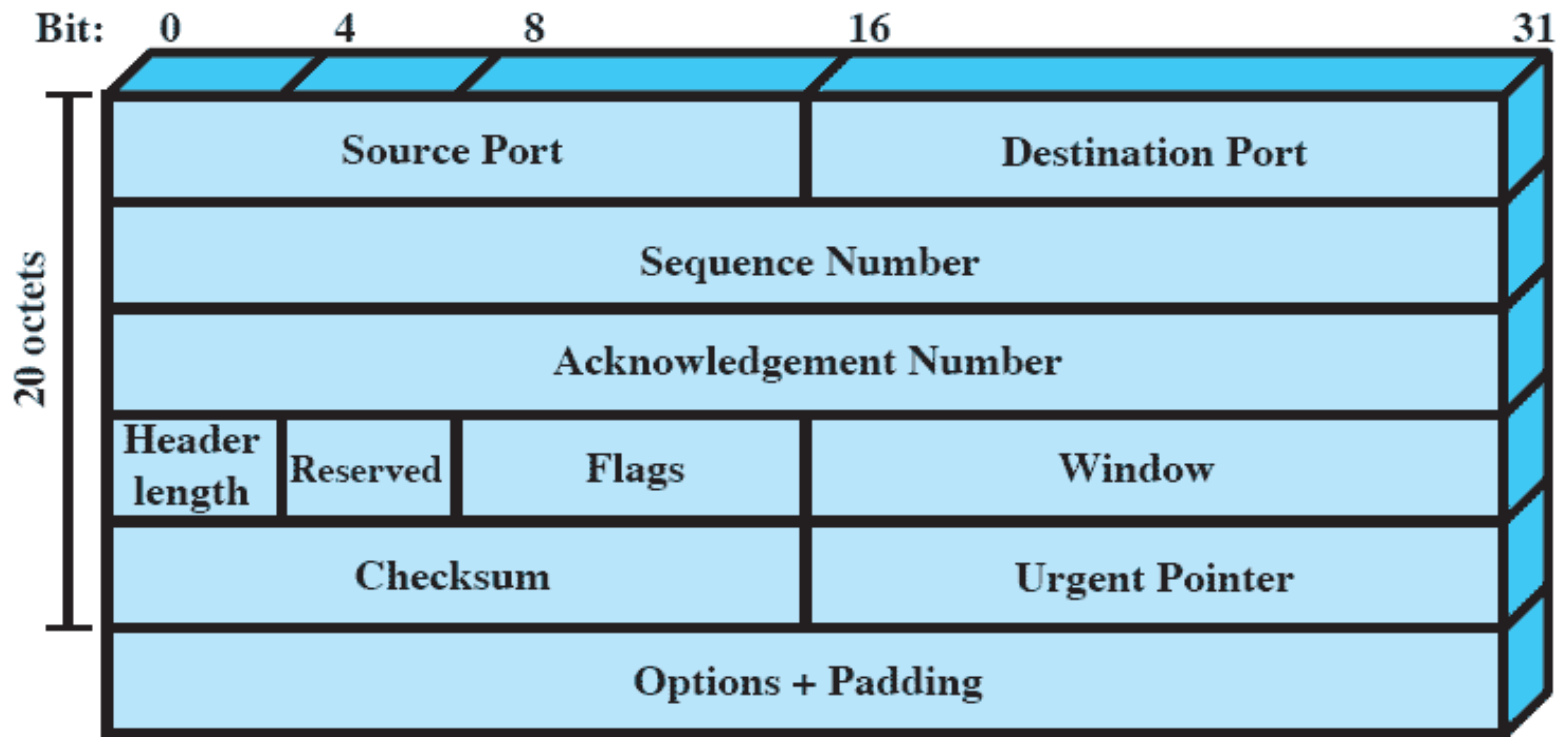 Bit: 0 4 8 16 31
20 octets
Source Port
Destination Port
Sequence Number
Acknowledgement Number
Header
length
Reserved
Flags
Window
Checksum
Urgent Pointer
Options + Padding